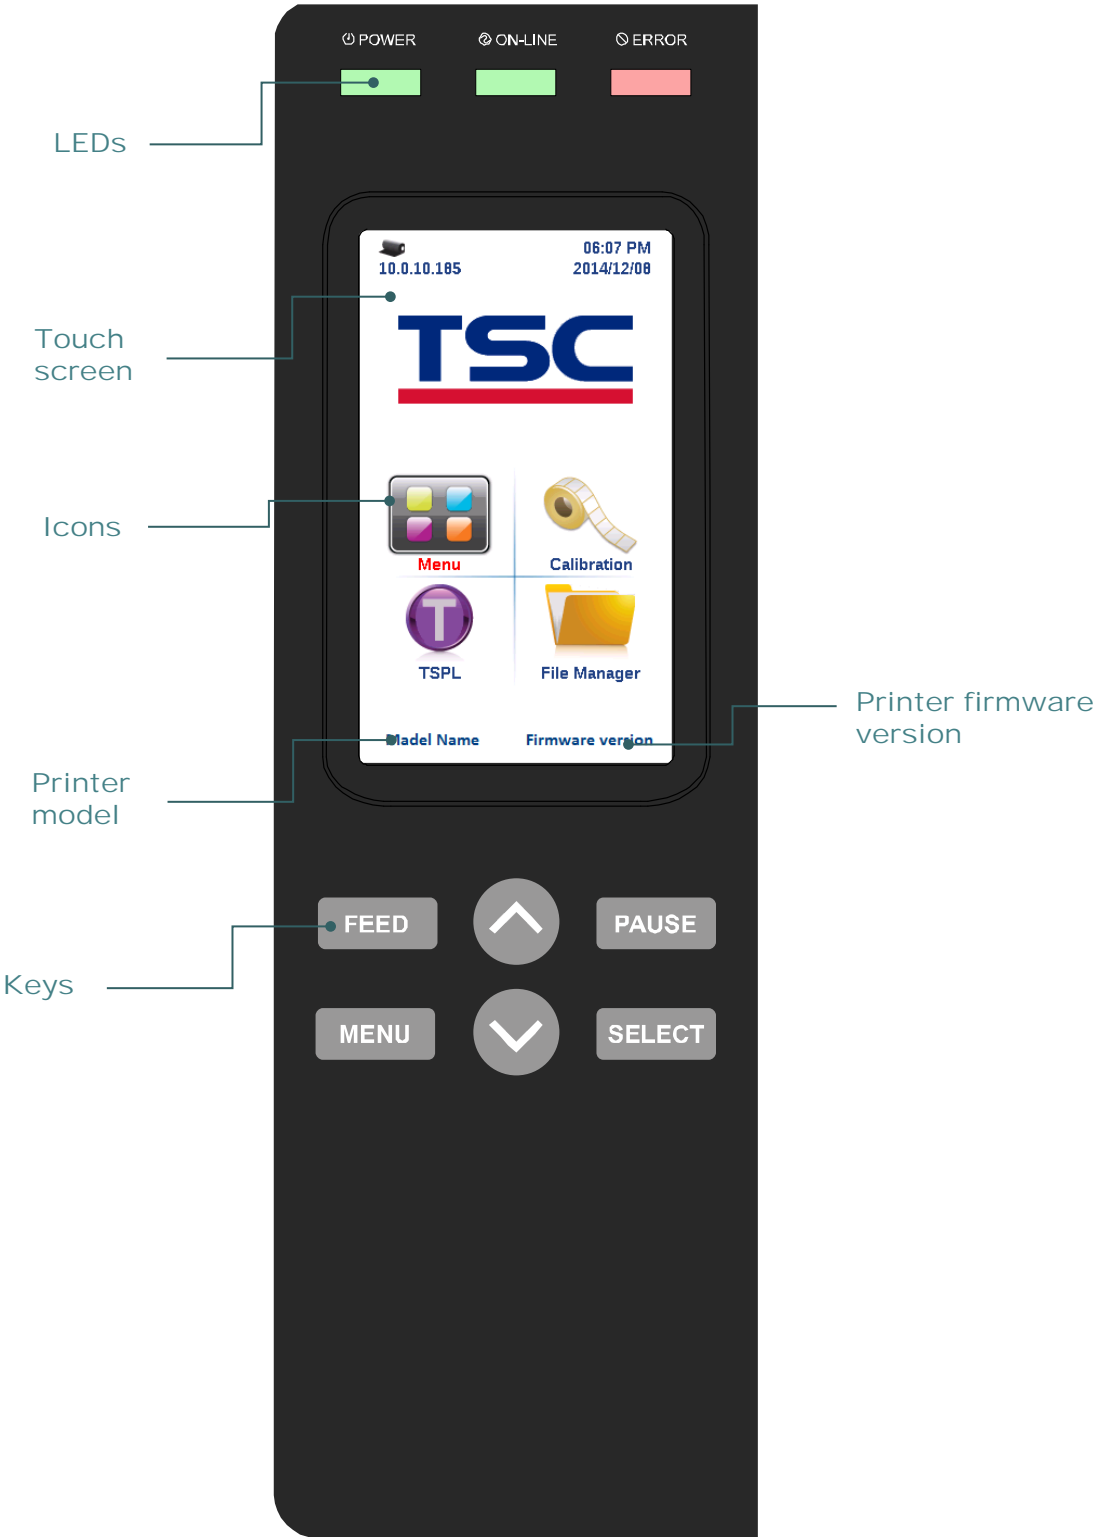 POWER ON-LINE ERROR
LEDs
10.0.10.185
06:07 PM
2014/12/08
TSC
Touch
screen
Icons
Menu
Calibration
TSPL
File Manager
Madel Name
Firmware version
Printer firmware
version
Printer
model
FEED
PAUSE
Keys
MENU
SELECT